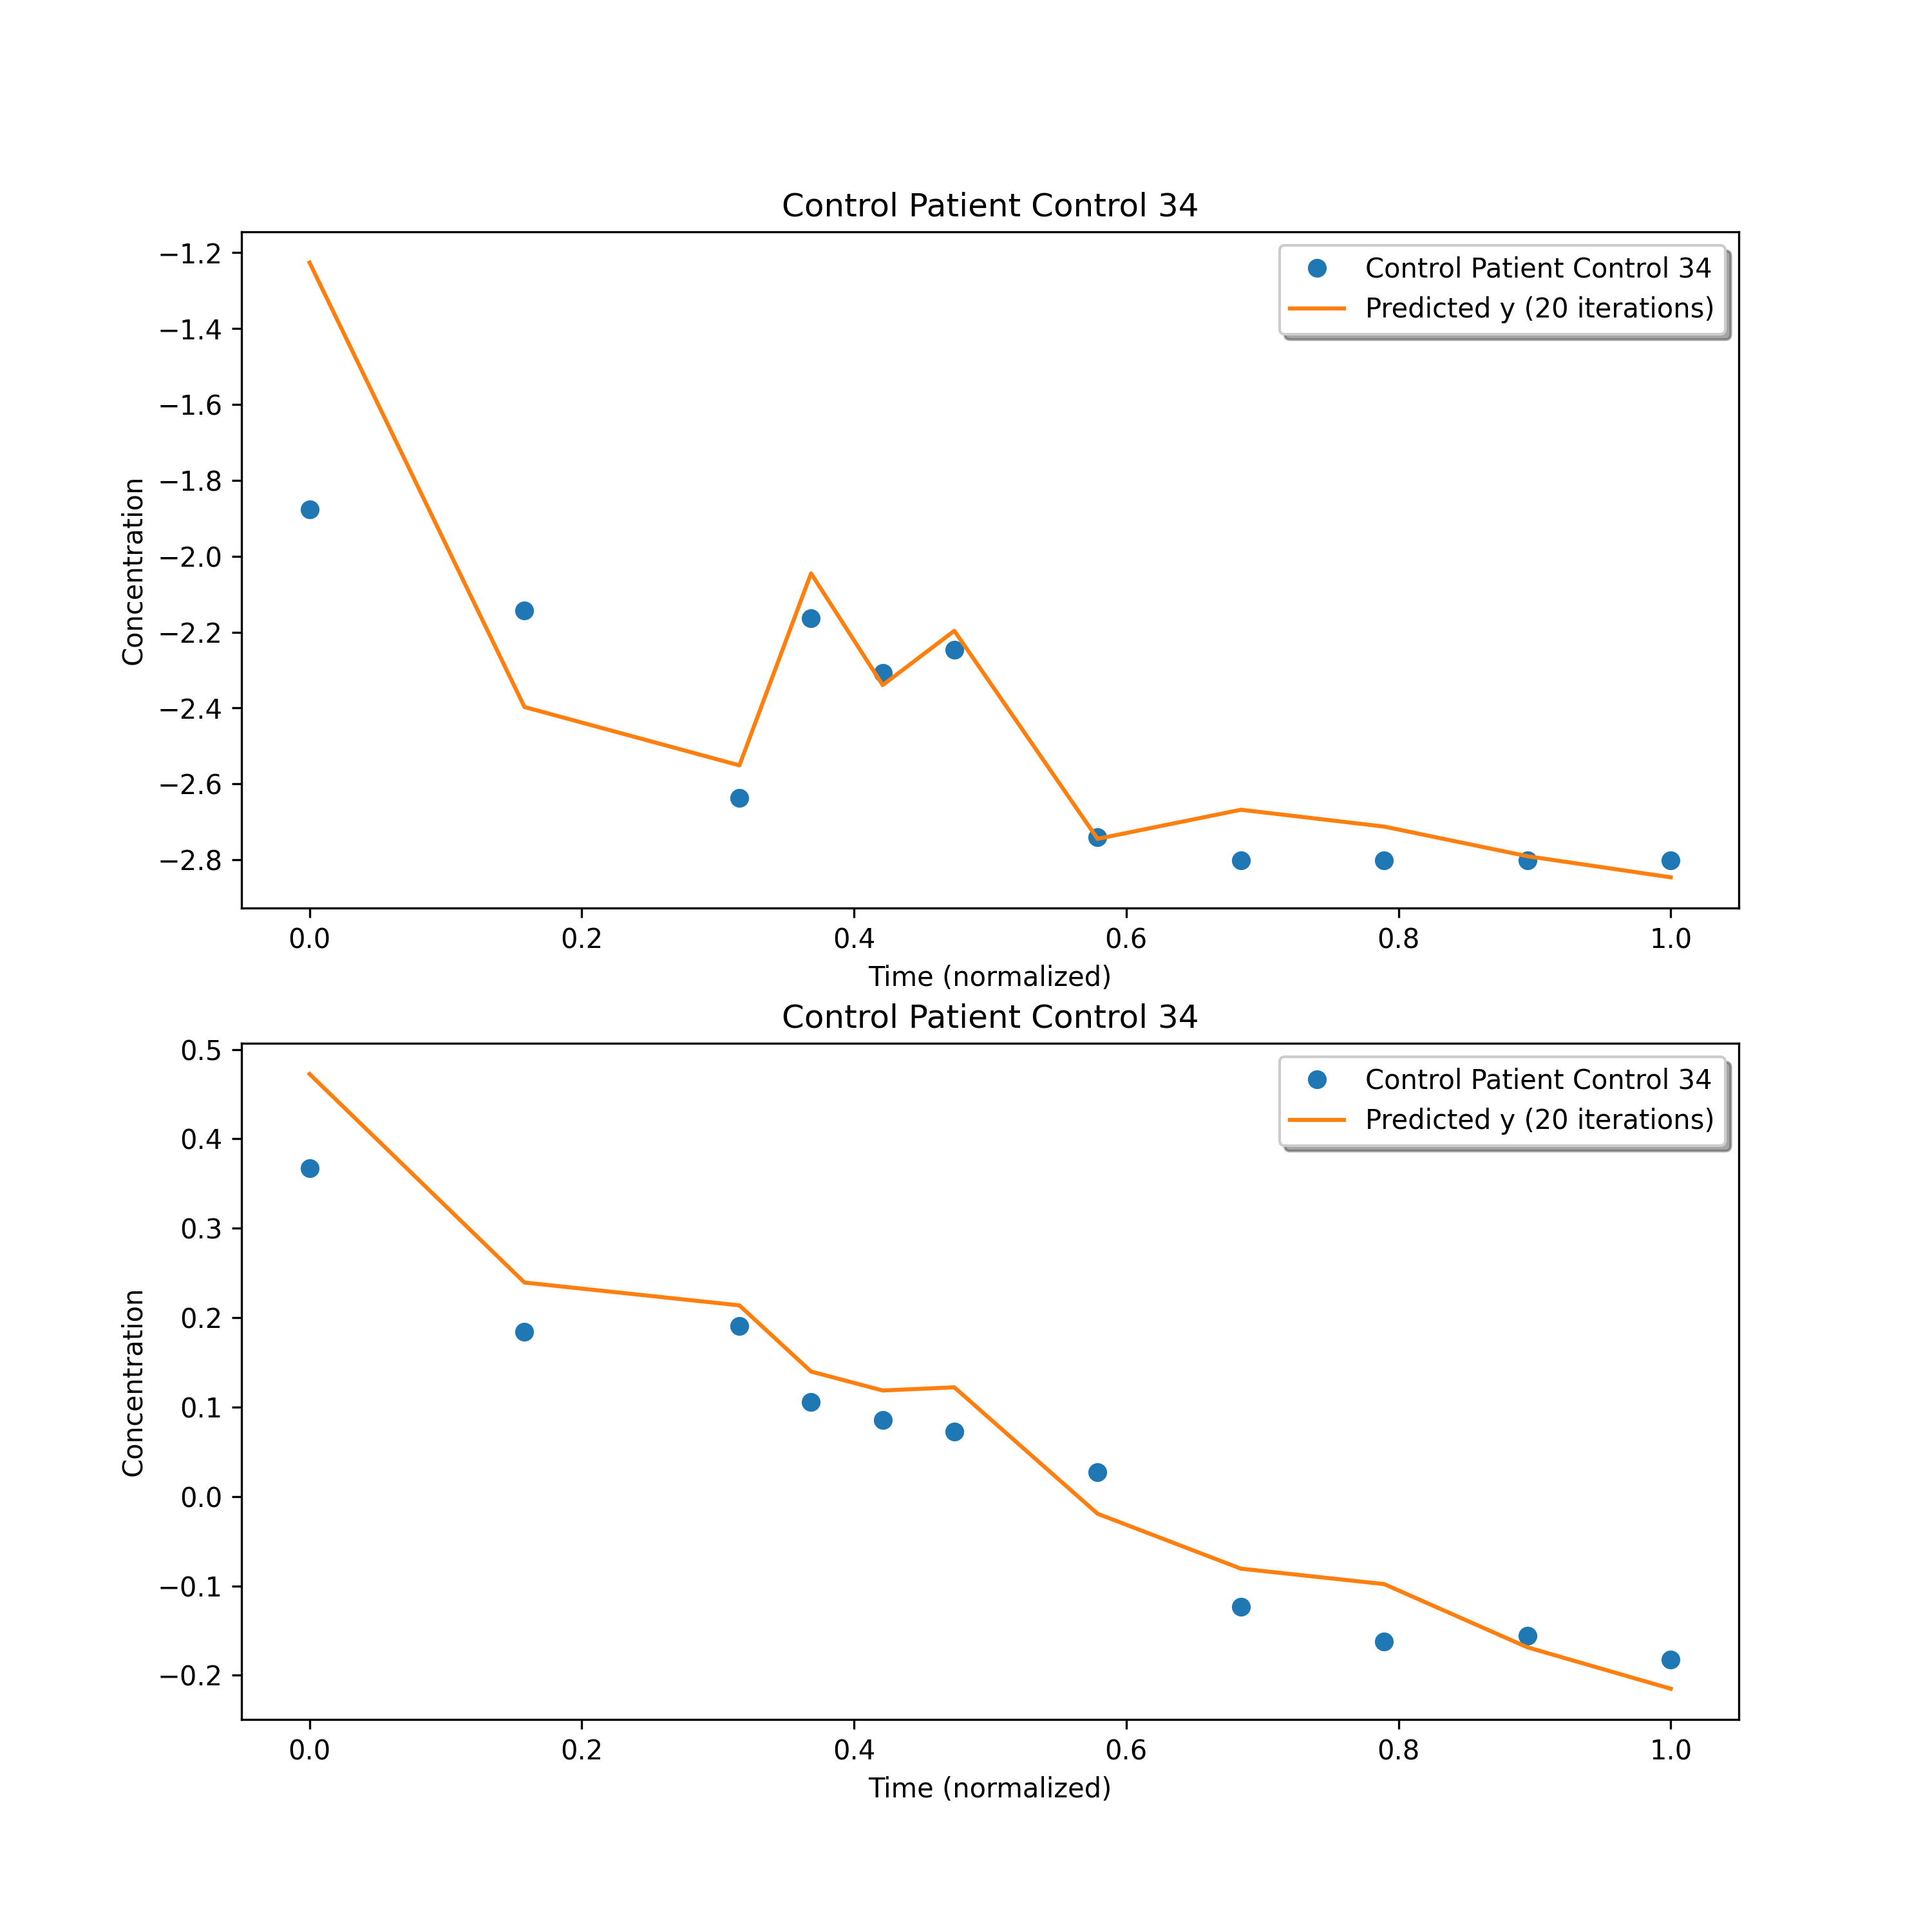 Control Patient Control 34
Control Patient Control 34
Predicted y (20 iterations)
−1.2
−1.4
−1.6
−1.8
−2.0
−2.2
−2.4
−2.6
−2.8
Concentration
0.0 0.2 0.4 0.6 0.8 1.0
Time (normalized)
Control Patient Control 34
Control Patient Control 34
Predicted y (20 iterations)
0.5
0.4
0.3
0.2
0.1
0.0
−0.1
−0.2
Concentration
0.0 0.2 0.4 0.6 0.8 1.0
Time (normalized)